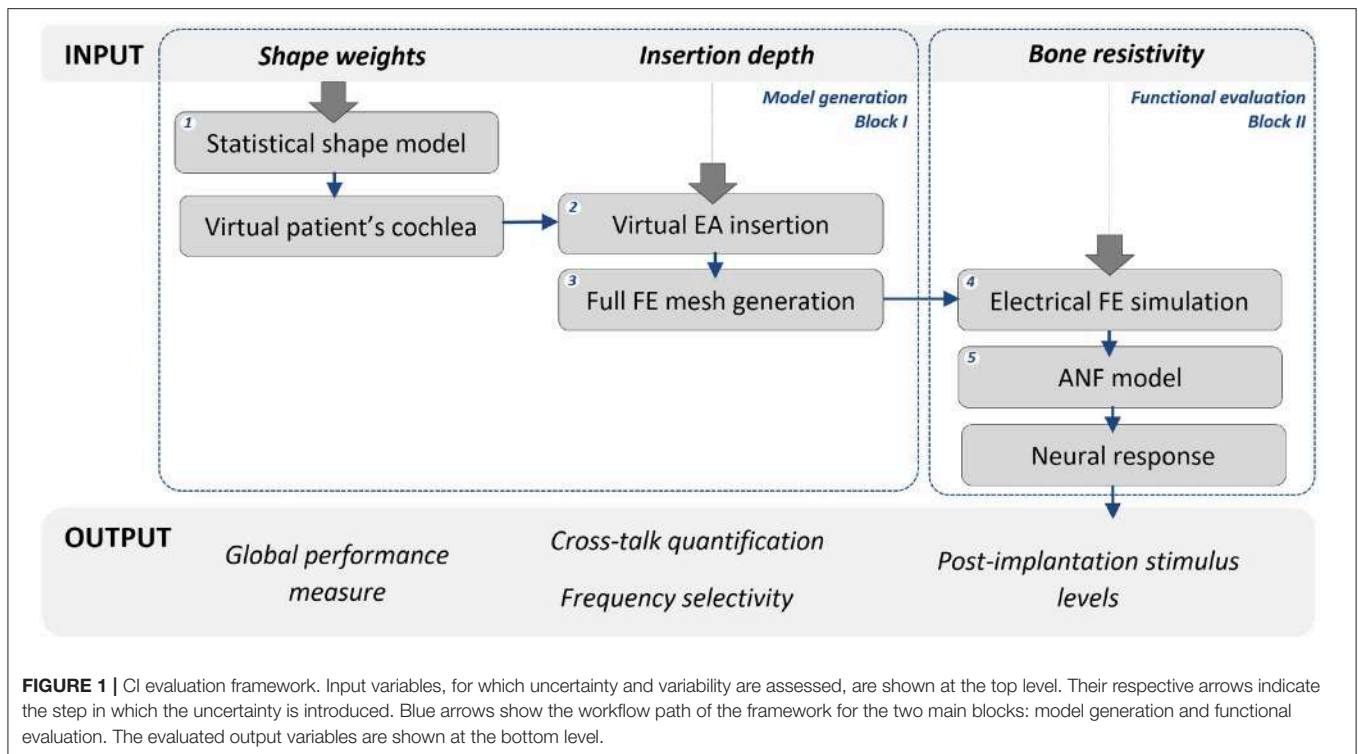 INPUT
Shape weights
Insertion depth
Bone resistivity
Model generation
Block I
Functional evaluation
Block II
1
Statistical shape model
Virtual patient's cochlea
2
Virtual EA insertion
3
Full FE mesh generation
4
Electrical FE simulation
5
ANF model
Neural response
OUTPUT
Global performance
measure
Cross-talk quantification
Frequency selectivity
Post-implantation stimulus
levels
FIGURE 1 | CI evaluation framework. Input variables, for which uncertainty and variability are assessed, are shown at the top level. Their respective arrows indicate
the step in which the uncertainty is introduced. Blue arrows show the workflow path of the framework for the two main blocks: model generation and functional
evaluation. The evaluated output variables are shown at the bottom level.